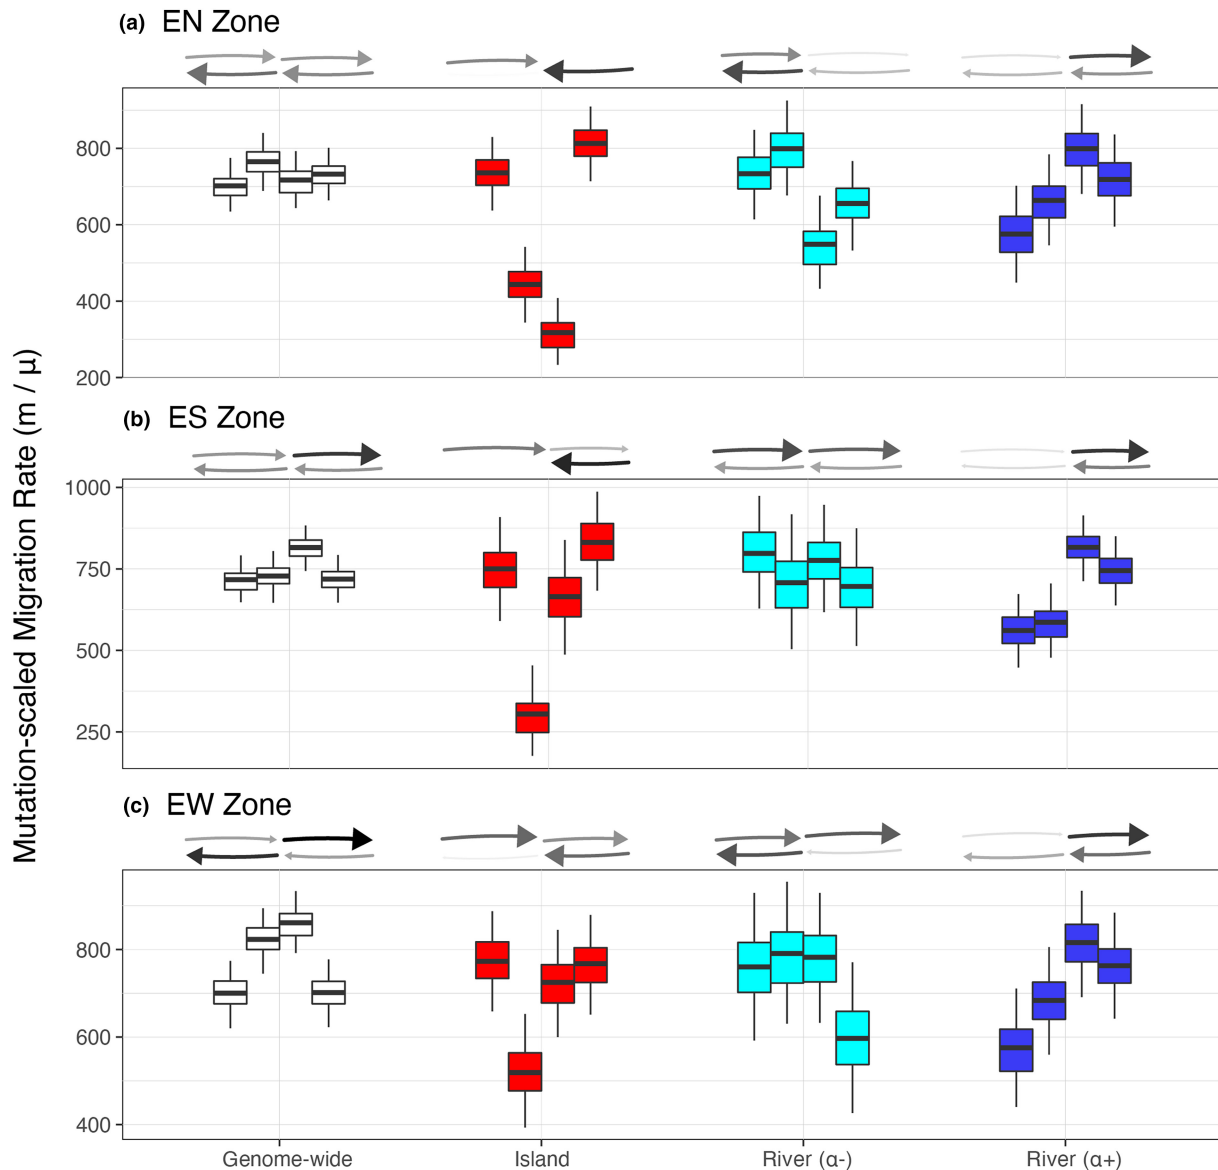 (a) EN Zone
800
600
400
200
(b) ES Zone
1000
750
500
250
(c) EW Zone
800
600
400
Mutation-scaled Migration Rate (m / μ)
Genome-wide Island River (α-) River (α+)